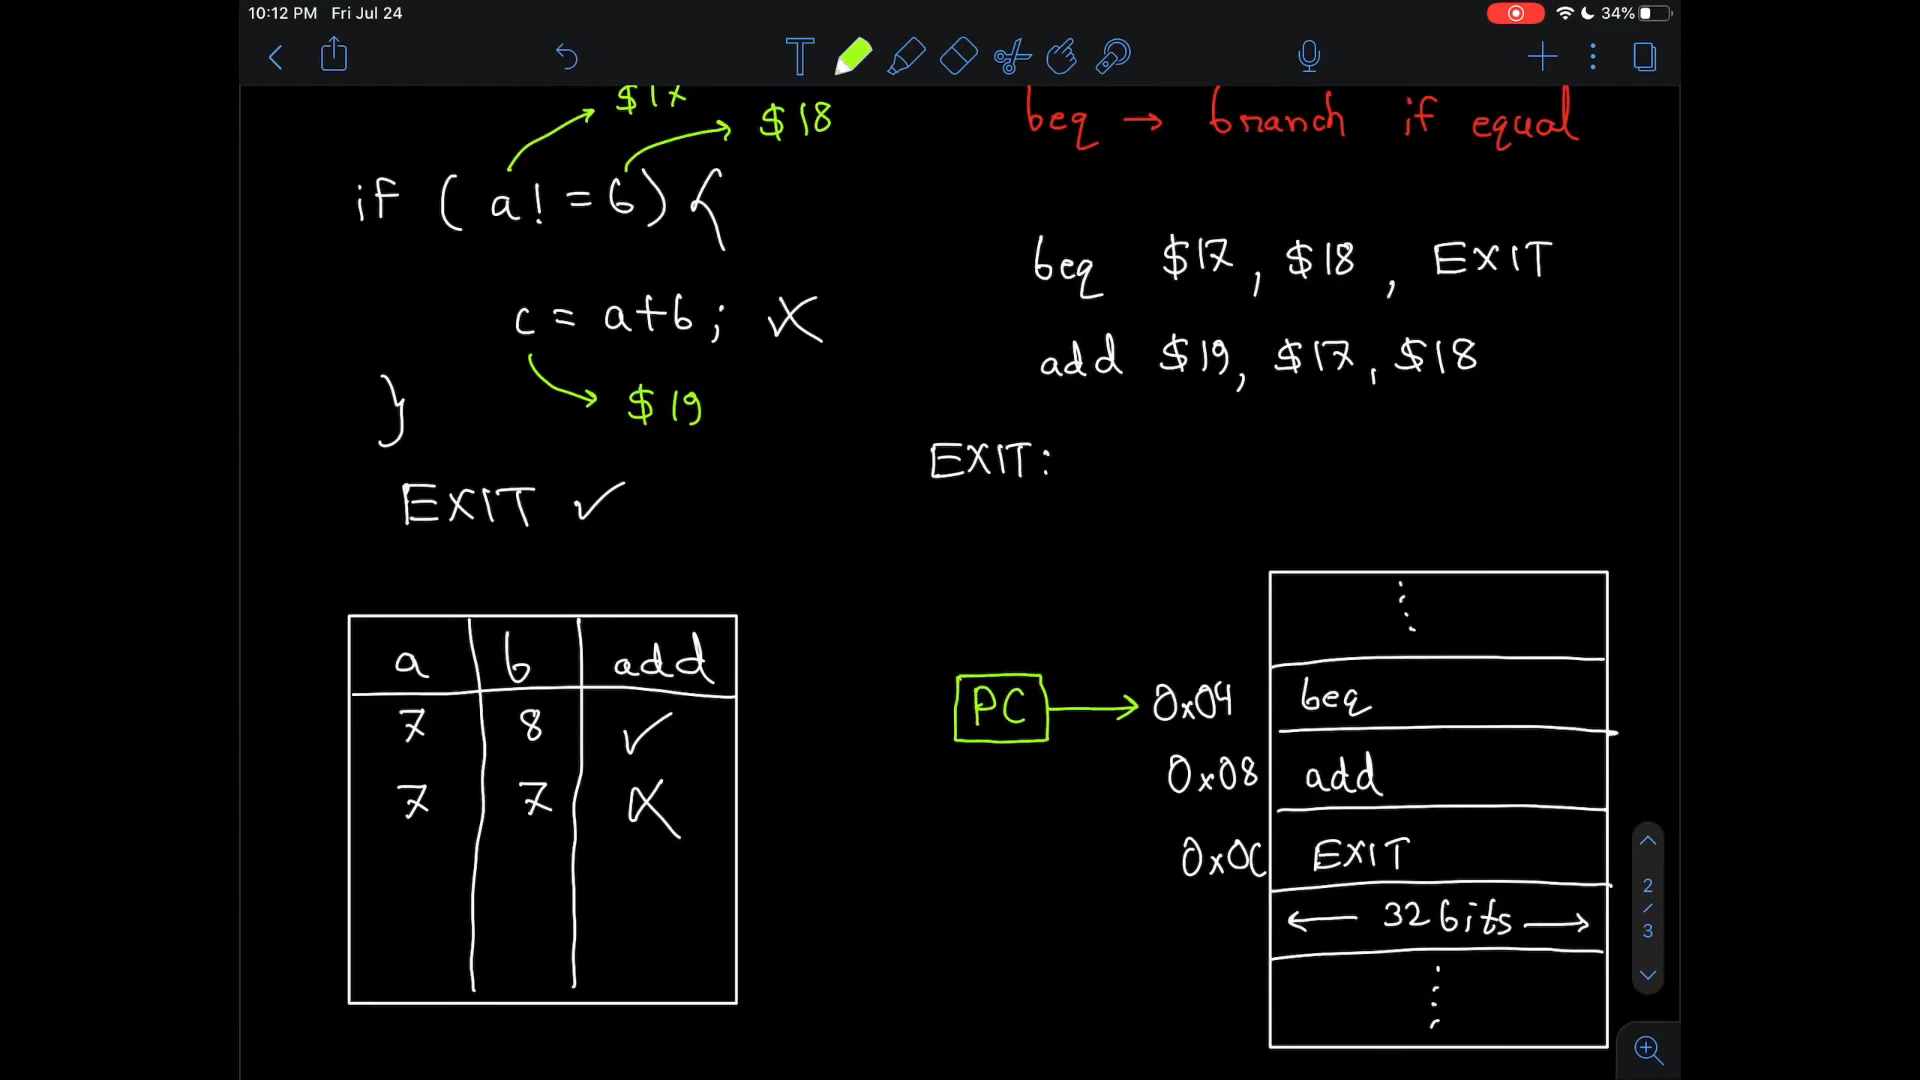 10:12 PM Fri Jul 24
34%
$17
$18
if ( a! = b) {
c = a+b;
$19
}
EXIT ✓
beq → branch if equal
beq $17, $18, EXIT
add $19, $17, $18
EXIT:
a b add
7 8 ✓
7 7 X
PC → 0x04 beq
0x08 add
0x0C EXIT
← 32 bits →
2
/
3